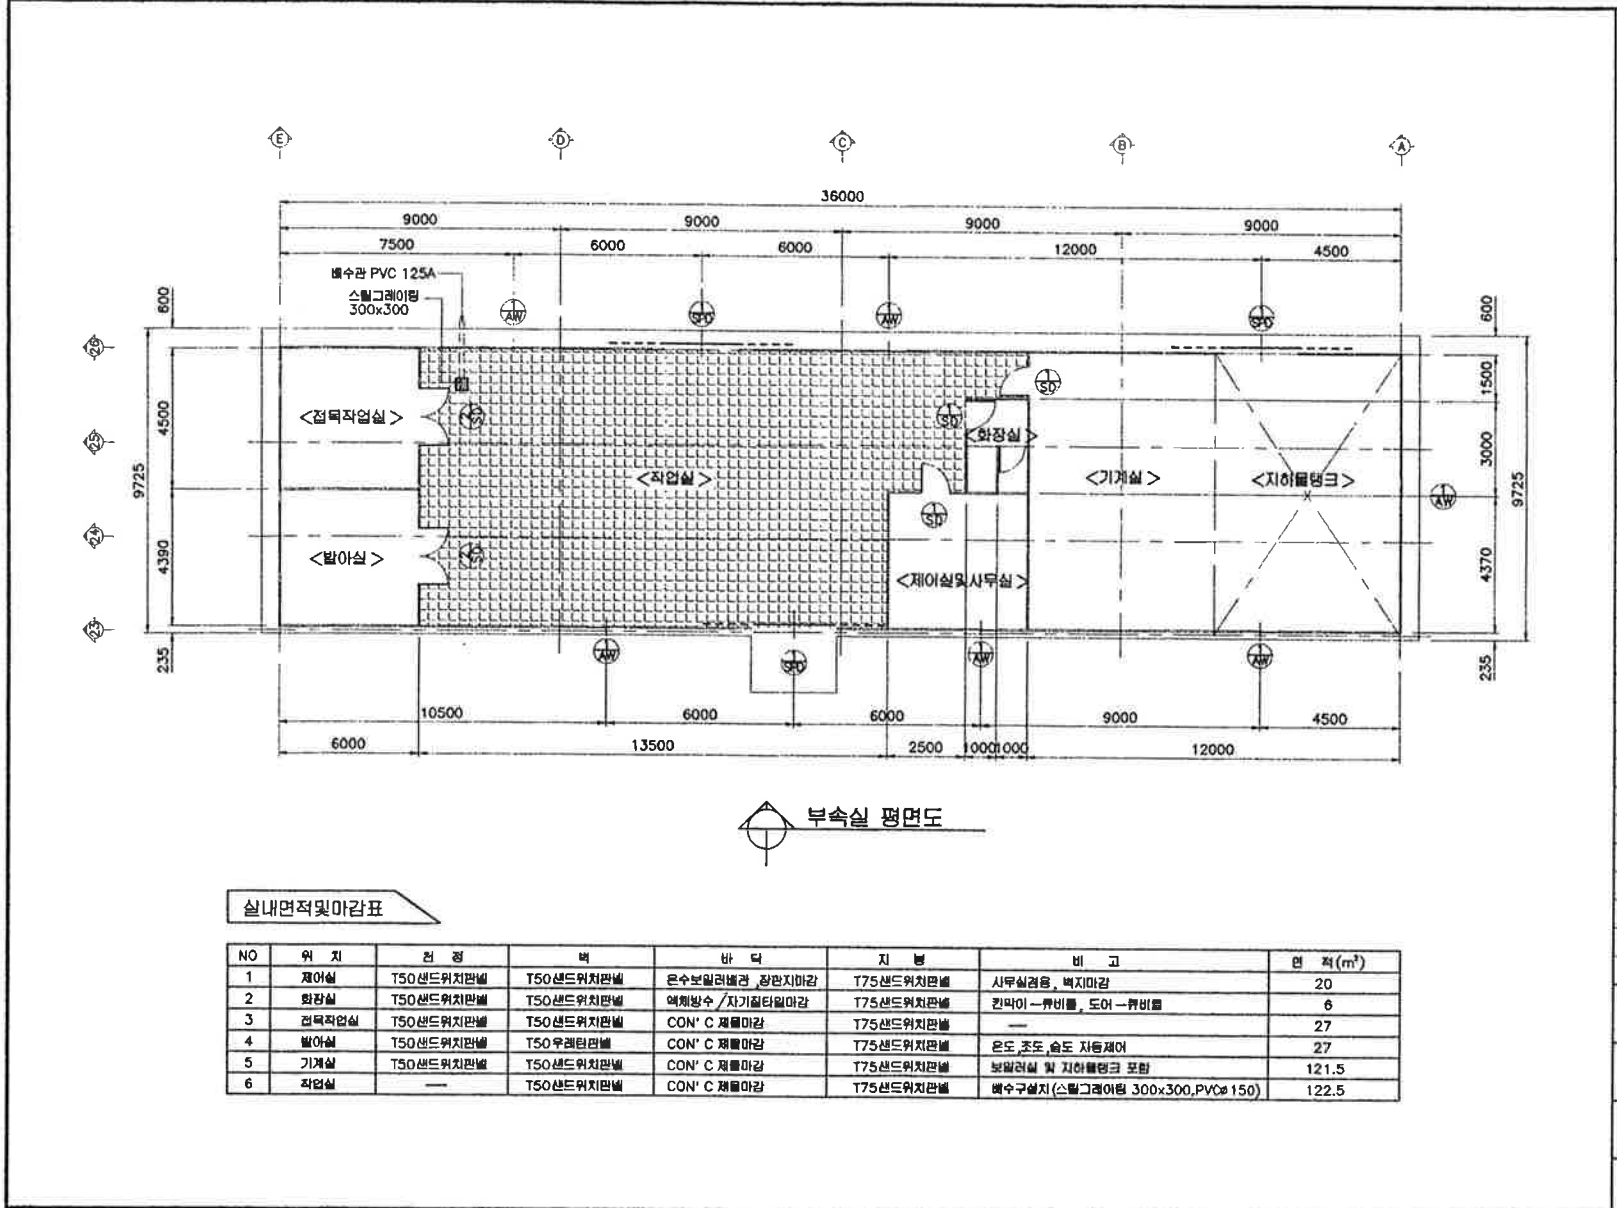 E D C B A
36000
9000 9000 9000 9000
7500 6000 6000 12000 4500
배수관 PVC 125A
스틸그레이팅
300x300
600 600
1 AW 1 SPD 1 AW 1 SPD
26
25
24
23
9725 4500 4390 235
9725 1500 3000 4370 235
1 SD
1 SD
2 SD
<접목작업실>
<화장실>
<작업실>
<기계실>
<지하물탱크>
1 AW
1 SD
2 SD
<발아실>
<제어실및사무실>
1 AW 1 SPD 1 AW 1 AW
10500 6000 6000 9000 4500
6000 13500 2500 1000 1000 12000
부속실 평면도
실내면적및마감표
NO 위 치 천 정 벽 바 닥 지 붕 비 고 면 적(m²)
1 제어실 T50샌드위치판넬 T50샌드위치판넬 온수보일러배관 ,장판지마감 T75샌드위치판넬 사무실겸용, 벽지마감 20
2 화장실 T50샌드위치판넬 T50샌드위치판넬 액체방수 /자기질타일마감 T75샌드위치판넬 칸막이-큐비클, 도어-큐비클 6
3 접목작업실 T50샌드위치판넬 T50샌드위치판넬 CON' C 제물마감 T75샌드위치판넬 — 27
4 발아실 T50샌드위치판넬 T50우레탄판넬 CON' C 제물마감 T75샌드위치판넬 온도,조도,습도 자동제어 27
5 기계실 T50샌드위치판넬 T50샌드위치판넬 CON' C 제물마감 T75샌드위치판넬 보일러실 및 지하물탱크 포함 121.5
6 작업실 — T50샌드위치판넬 CON' C 제물마감 T75샌드위치판넬 배수구설치(스틸그레이팅 300x300,PVCø150) 122.5